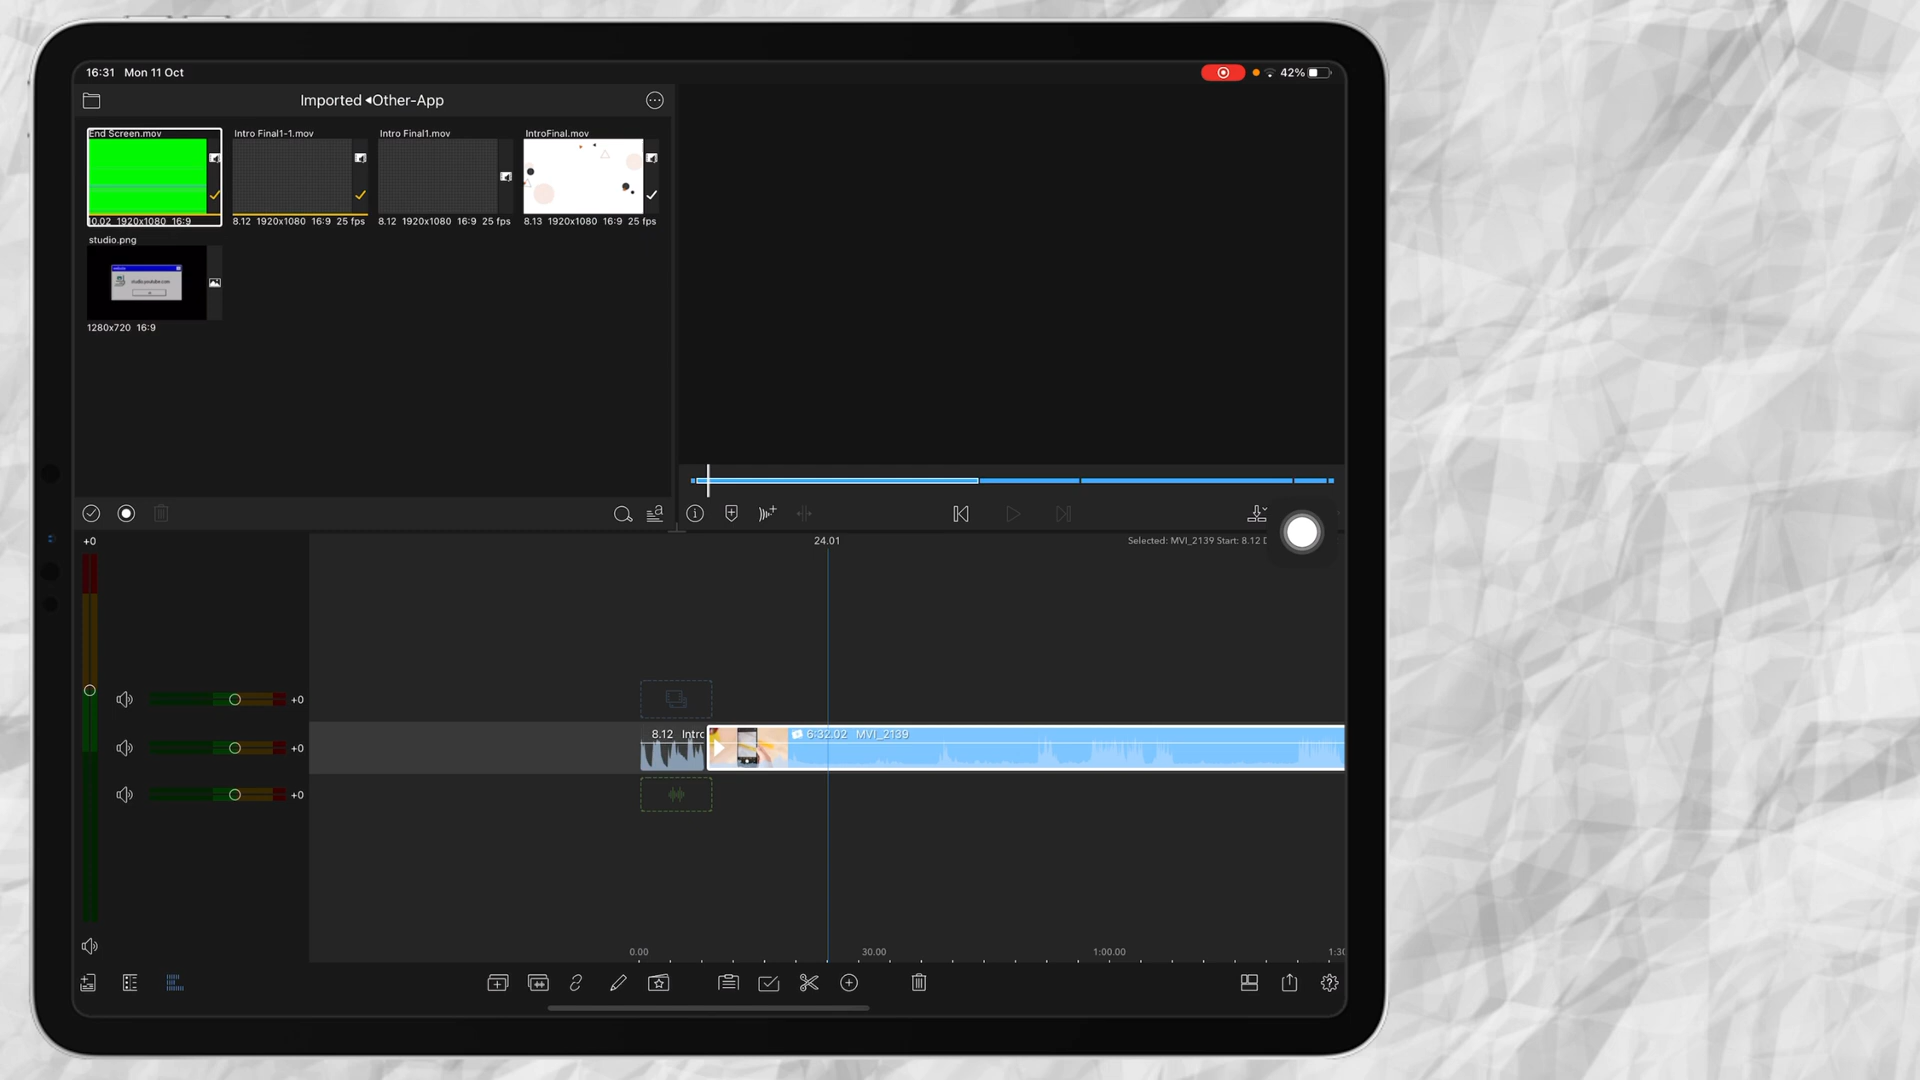 16:31 Mon 11 Oct
42%
Imported ◂Other-App
End Screen.mov
Intro Final1-1.mov
Intro Final1.mov
IntroFinal.mov
10.02 1920x1080 16:9
8.12 1920x1080 16:9 25 fps
8.12 1920x1080 16:9 25 fps
8.13 1920x1080 16:9 25 fps
studio.png
1280x720 16:9
+0
24.01
Selected: MVI_2139 Start: 8.12 D
+0
8.12 Intro
6:32.02 MVI_2139
+0
+0
0.00
30.00
1:00.00
1:30